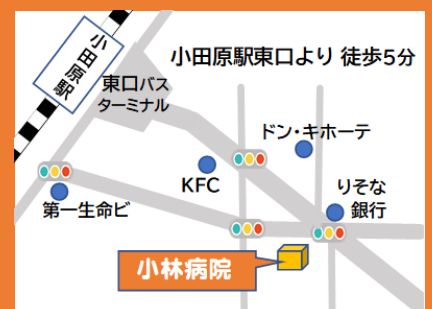 小田原駅
小田原駅東口より 徒歩5分
東口バス
ターミナル
ドン・キホーテ
KFC
りそな
銀行
第一生命ビ
小林病院